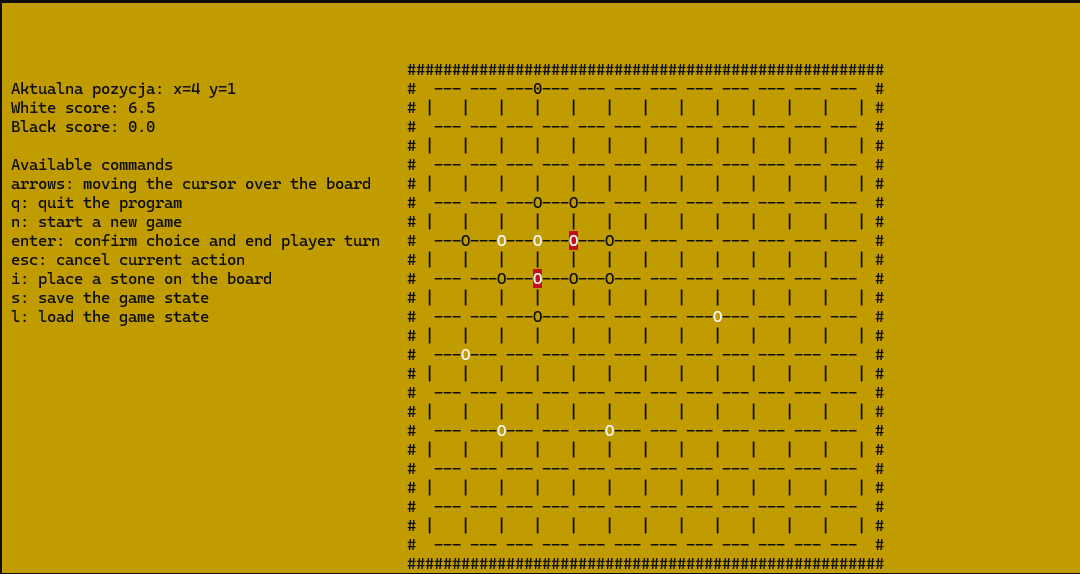 Aktualna pozycja: x=4 y=1
White score: 6.5
Black score: 0.0
Available commands
arrows: moving the cursor over the board
q: quit the program
n: start a new game
enter: confirm choice and end player turn
esc: cancel current action
i: place a stone on the board
s: save the game state
l: load the game state